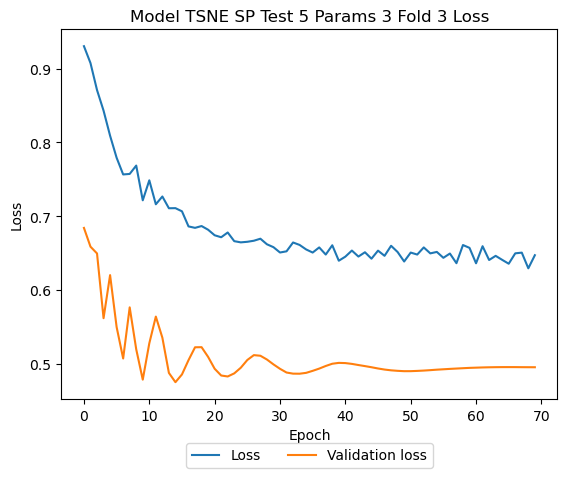 Model TSNE SP Test 5 Params 3 Fold 3 Loss
Loss
0.9
0.8
0.7
0.6
0.5
0 10 20 30 40 50 60 70
Epoch
Loss Validation loss